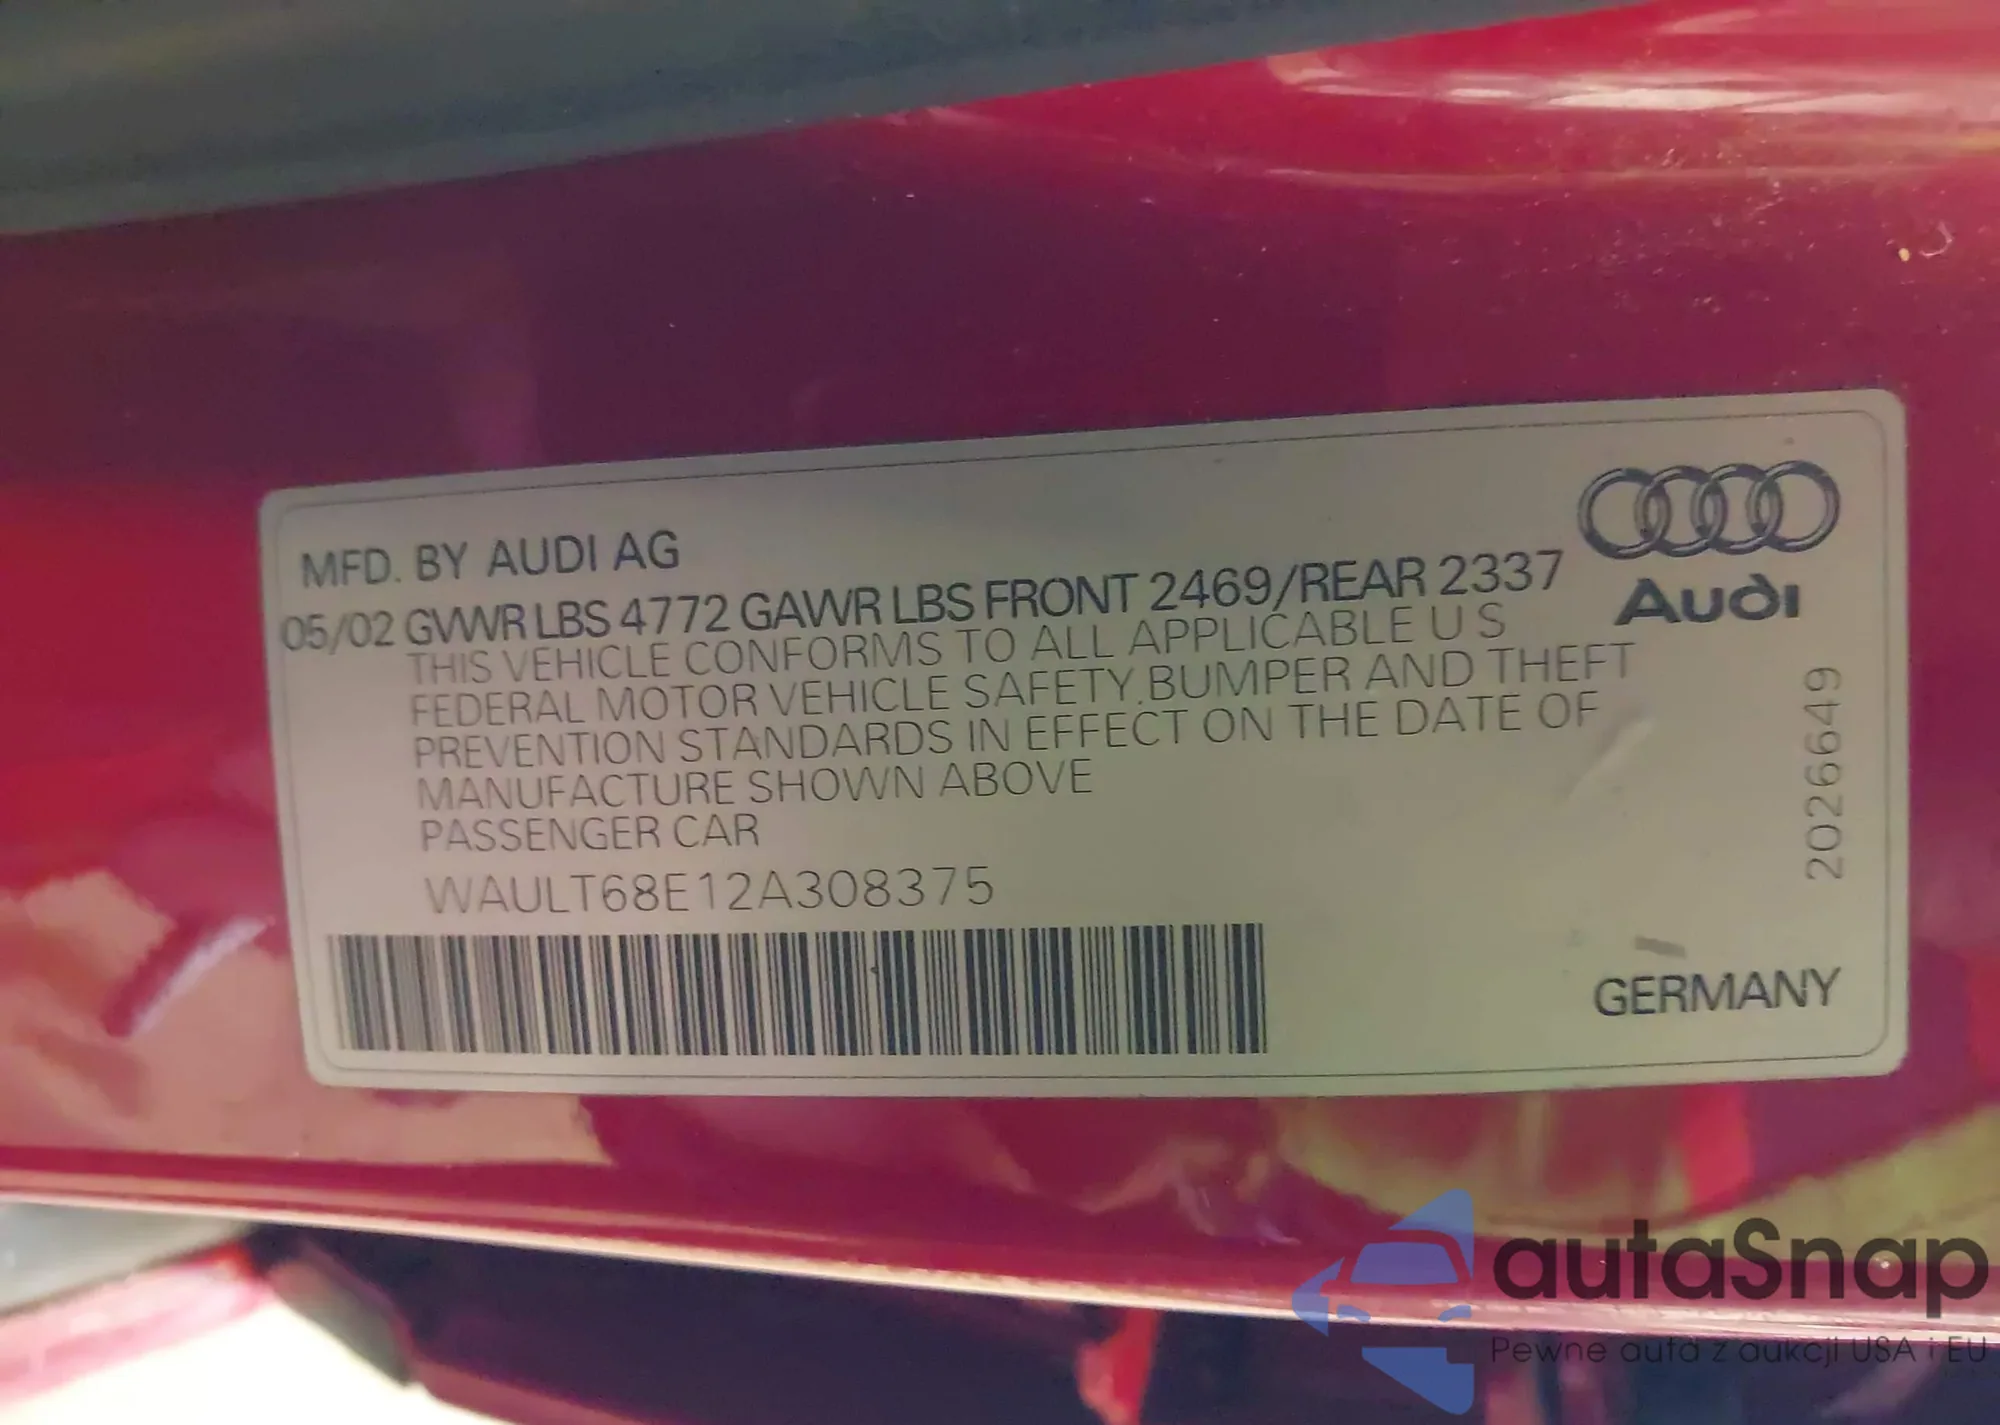 MFD. BY AUDI AG
05/02 GVWR LBS 4772 GAWR LBS FRONT 2469/REAR 2337
THIS VEHICLE CONFORMS TO ALL APPLICABLE U S
FEDERAL MOTOR VEHICLE SAFETY, BUMPER AND THEFT
PREVENTION STANDARDS IN EFFECT ON THE DATE OF
MANUFACTURE SHOWN ABOVE
PASSENGER CAR
WAULT68E12A308375
Audi
2026649
GERMANY
autaSnap
Pewne auta z aukcji USA i EU